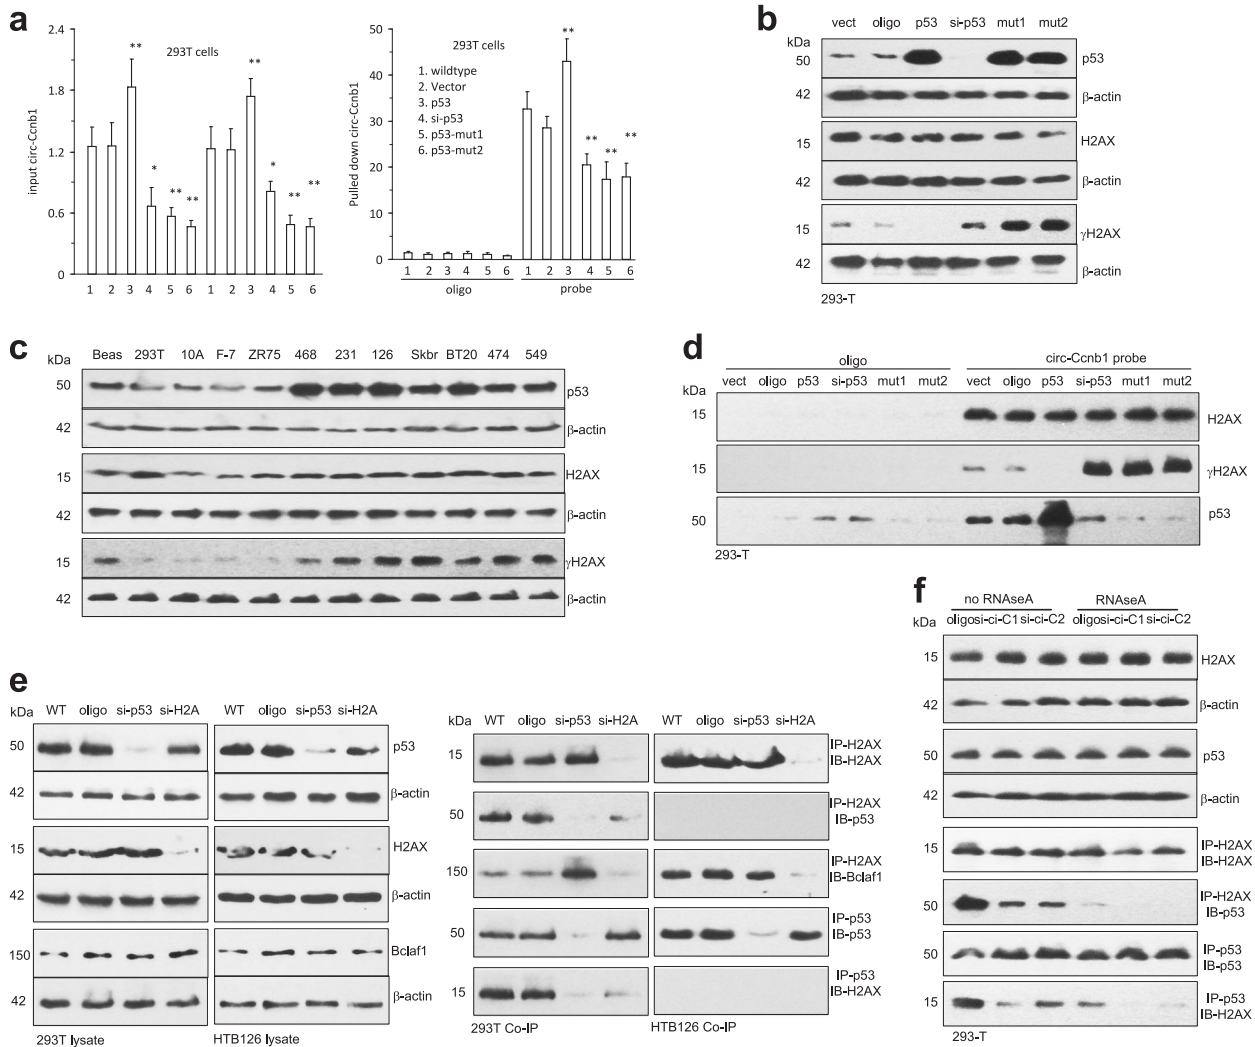 a
2.4
1.8
1.2
0.6
0
input circ-Ccnb1
293T cells
** ** * ** ** * ** **
1 2 3 4 5 6 1 2 3 4 5 6
50
40
30
20
10
0
Pulled down circ-Ccnb1
293T cells
1. wildtype
2. Vector
3. p53
4. si-p53
5. p53-mut1
6. p53-mut2
** ** ** **
1 2 3 4 5 6 1 2 3 4 5 6
oligo probe
b
vect oligo p53 si-p53 mut1 mut2
kDa
50 p53
42 β-actin
15 H2AX
42 β-actin
15 γH2AX
42 β-actin
293-T
c
kDa Beas 293T 10A F-7 ZR75 468 231 126 Skbr BT20 474 549
50 p53
42 β-actin
15 H2AX
42 β-actin
15 γH2AX
42 β-actin
d
oligo circ-Ccnb1 probe
vect oligo p53 si-p53 mut1 mut2 vect oligo p53 si-p53 mut1 mut2
kDa
15 H2AX
15 γH2AX
50 p53
293-T
e
kDa WT oligo si-p53 si-H2A WT oligo si-p53 si-H2A
50 p53
42 β-actin
15 H2AX
42 β-actin
150 Bclaf1
42 β-actin
293T lysate HTB126 lysate
kDa WT oligo si-p53 si-H2A WT oligo si-p53 si-H2A
15 IP-H2AX
IB-H2AX
50 IP-H2AX
IB-p53
150 IP-H2AX
IB-Bclaf1
50 IP-p53
IB-p53
15 IP-p53
IB-H2AX
293T Co-IP HTB126 Co-IP
f
no RNAseA RNAseA
kDa oligosi-ci-C1 si-ci-C2 oligosi-ci-C1 si-ci-C2
15 H2AX
42 β-actin
50 p53
42 β-actin
15 IP-H2AX
IB-H2AX
50 IP-H2AX
IB-p53
50 IP-p53
IB-p53
15 IP-p53
IB-H2AX
293-T